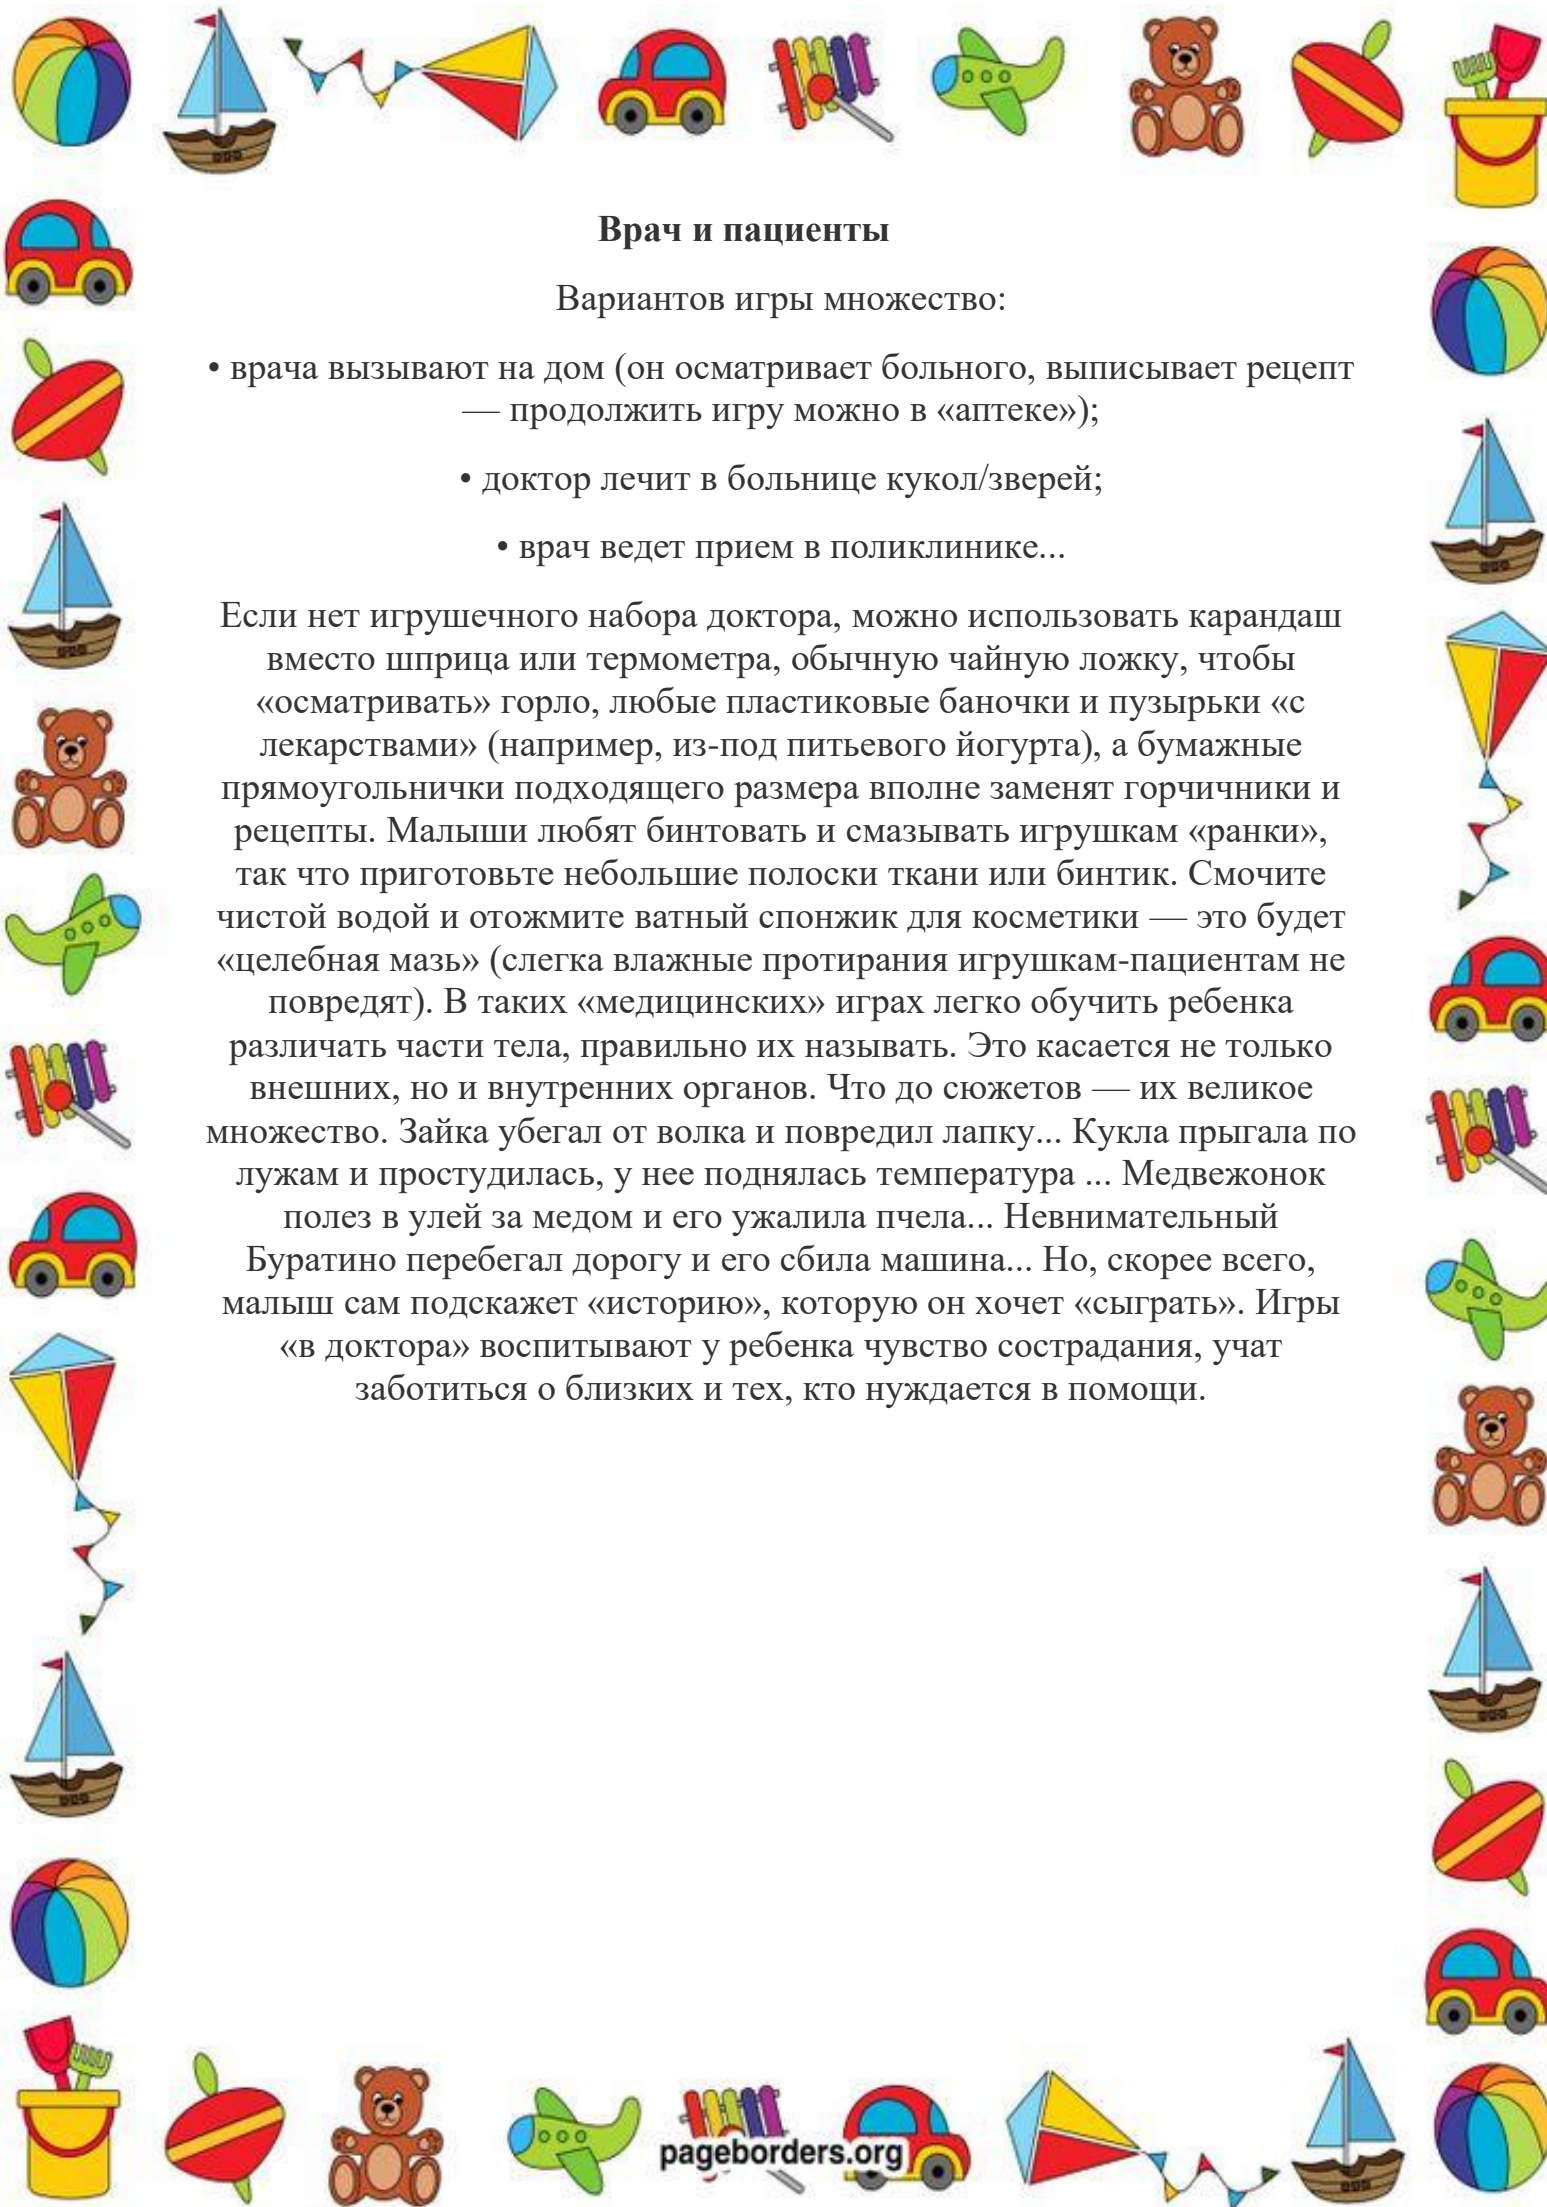 Врач и пациенты
Вариантов игры множество:
• врача вызывают на дом (он осматривает больного, выписывает рецепт
— продолжить игру можно в «аптеке»);
• доктор лечит в больнице кукол/зверей;
• врач ведет прием в поликлинике...
Если нет игрушечного набора доктора, можно использовать карандаш
вместо шприца или термометра, обычную чайную ложку, чтобы
«осматривать» горло, любые пластиковые баночки и пузырьки «с
лекарствами» (например, из-под питьевого йогурта), а бумажные
прямоугольнички подходящего размера вполне заменят горчичники и
рецепты. Малыши любят бинтовать и смазывать игрушкам «ранки»,
так что приготовьте небольшие полоски ткани или бинтик. Смочите
чистой водой и отожмите ватный спонжик для косметики — это будет
«целебная мазь» (слегка влажные протирания игрушкам-пациентам не
повредят). В таких «медицинских» играх легко обучить ребенка
различать части тела, правильно их называть. Это касается не только
внешних, но и внутренних органов. Что до сюжетов — их великое
множество. Зайка убегал от волка и повредил лапку... Кукла прыгала по
лужам и простудилась, у нее поднялась температура ... Медвежонок
полез в улей за медом и его ужалила пчела... Невнимательный
Буратино перебегал дорогу и его сбила машина... Но, скорее всего,
малыш сам подскажет «историю», которую он хочет «сыграть». Игры
«в доктора» воспитывают у ребенка чувство сострадания, учат
заботиться о близких и тех, кто нуждается в помощи.
pageborders.org